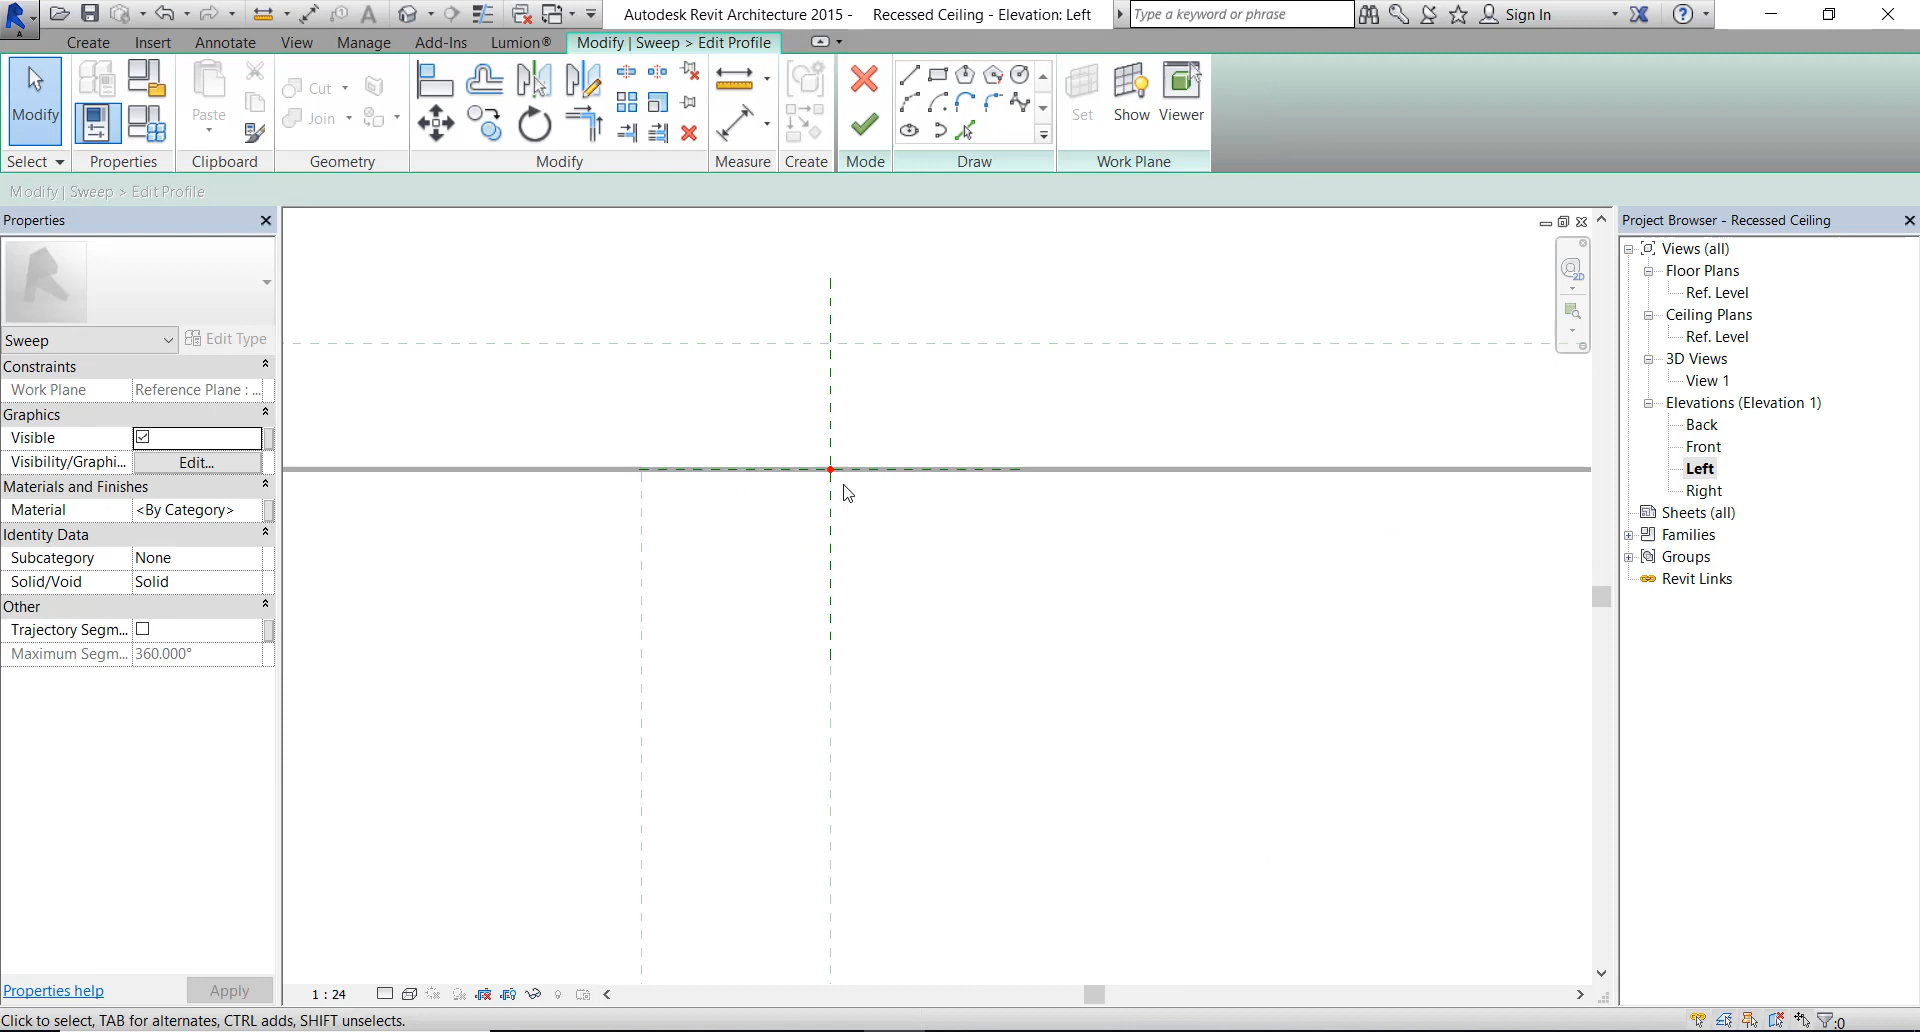 Autodesk Revit Architecture 2015 - Recessed Ceiling - Elevation: Left
Type a keyword or phrase
Sign In
Create Insert Annotate View Manage Add-Ins Lumion® Modify | Sweep > Edit Profile
Modify
Paste
Cut
Join
Set Show Viewer
Select Properties Clipboard Geometry Modify Measure Create Mode Draw Work Plane
Modify | Sweep > Edit Profile
Properties
Sweep
Edit Type
Constraints
Work Plane Reference Plane : ...
Graphics
Visible
Visibility/Graphi... Edit...
Materials and Finishes
Material <By Category>
Identity Data
Subcategory None
Solid/Void Solid
Other
Trajectory Segm...
Maximum Segm... 360.000°
Properties help
Apply
2D
1 : 24
Project Browser - Recessed Ceiling
Views (all)
Floor Plans
Ref. Level
Ceiling Plans
Ref. Level
3D Views
View 1
Elevations (Elevation 1)
Back
Front
Left
Right
Sheets (all)
Families
Groups
Revit Links
Click to select, TAB for alternates, CTRL adds, SHIFT unselects.
:0